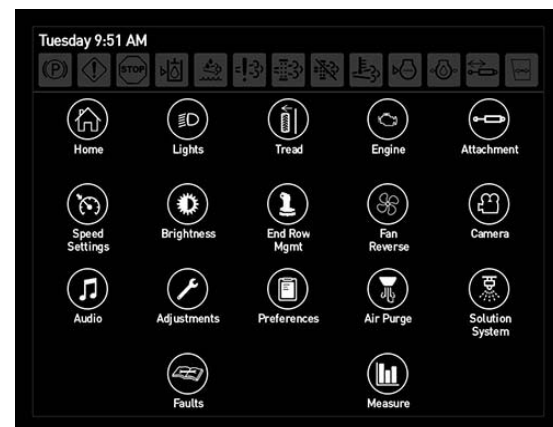 Tuesday 9:51 AM
(P) STOP
Home Lights Tread Engine Attachment
Speed Settings Brightness End Row Mgmt Fan Reverse Camera
Audio Adjustments Preferences Air Purge Solution System
Faults Measure